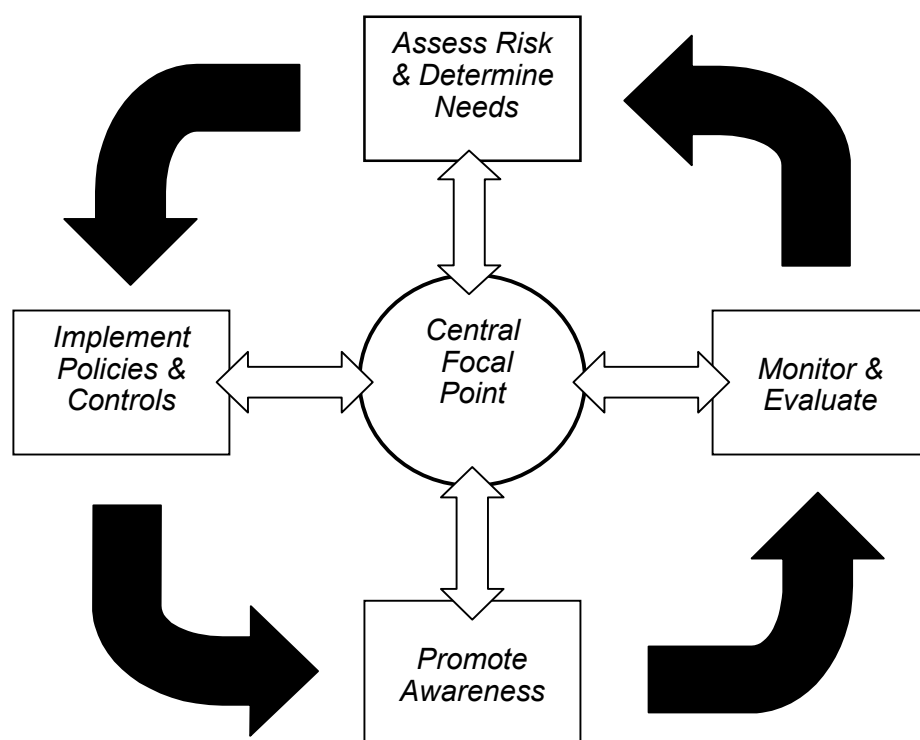 Assess Risk
& Determine
Needs
Implement
Policies &
Controls
Central
Focal
Point
Monitor &
Evaluate
Promote
Awareness